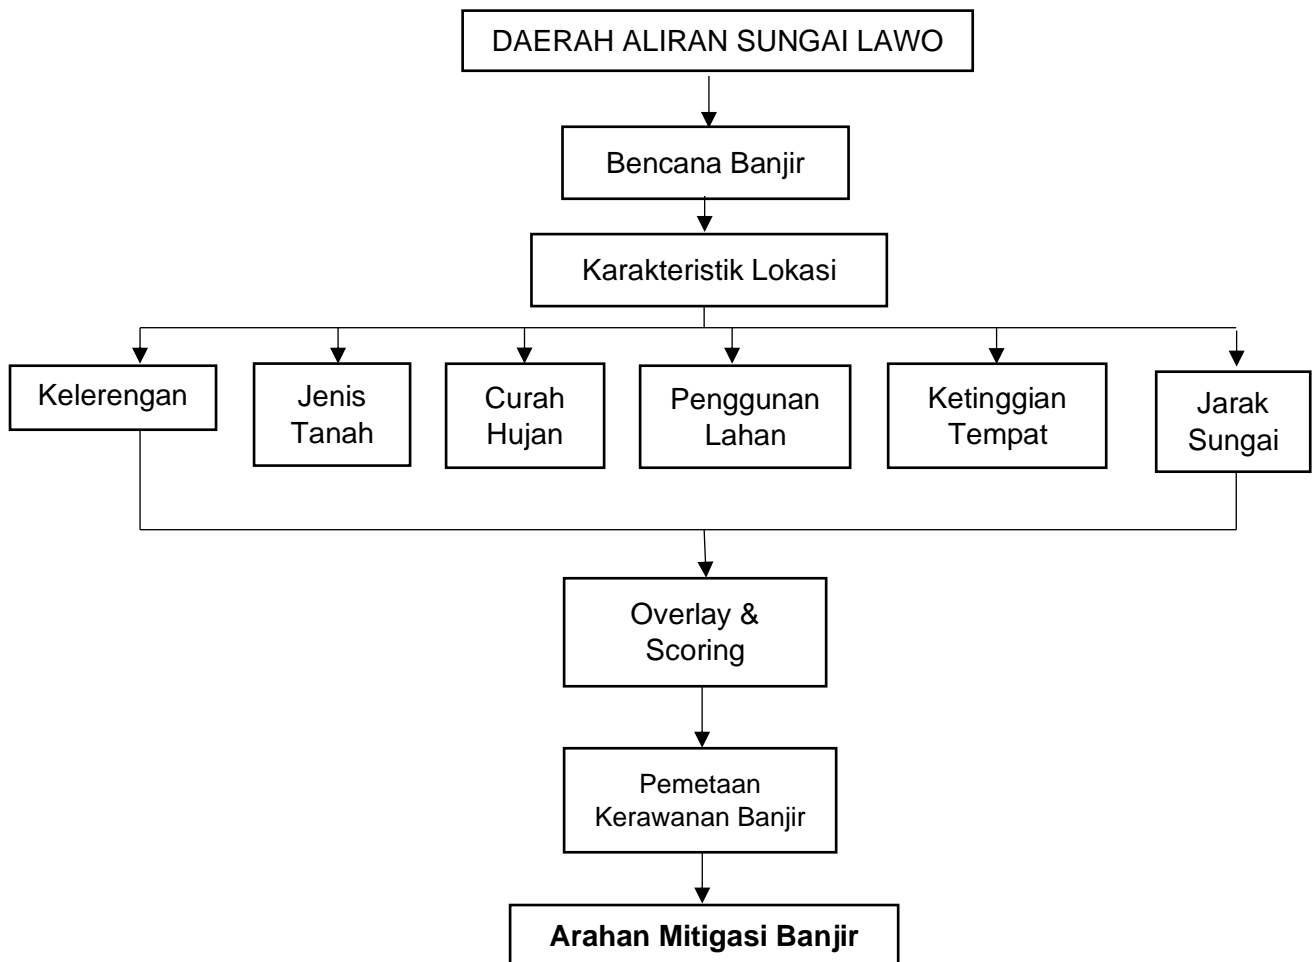 DAERAH ALIRAN SUNGAI LAWO
Bencana Banjir
Karakteristik Lokasi
Kelerengan
Jenis
Tanah
Curah
Hujan
Penggunan
Lahan
Ketinggian
Tempat
Jarak
Sungai
Overlay &
Scoring
Pemetaan
Kerawanan Banjir
Arahan Mitigasi Banjir